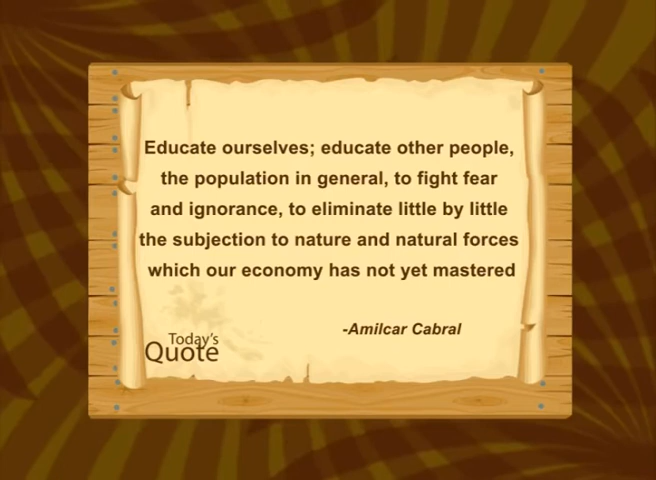 Educate ourselves; educate other people,
the population in general, to fight fear
and ignorance, to eliminate little by little
the subjection to nature and natural forces
which our economy has not yet mastered
-Amilcar Cabral
Today's
Quote